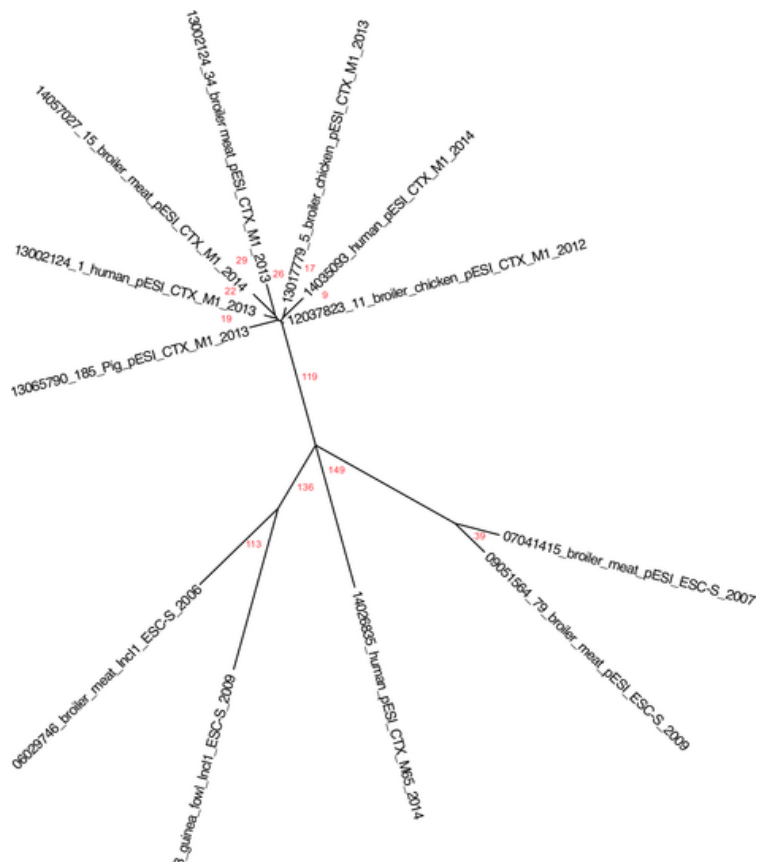 13002124_34_broiler meat_pESI_CTX_M1_2013
13017779_5_broiler_chicken_pESI_CTX_M1_2013
14057027_15_broiler_meat_pESI_CTX_M1_2014
14035093_human_pESI_CTX_M1_2014
13002124_1_human_pESI_CTX_M1_2013
12037823_11_broiler_chicken_pESI_CTX_M1_2012
13065790_185_Pig_pESI_CTX_M1_2013
29
26
17
22
9
19
119
149
136
39
113
07041415_broiler_meat_pESI_ESC-S_2007
09051564_79_broiler_meat_pESI_ESC-S_2009
06029746_broiler_meat_IncI1_ESC-S_2006
guinea_fowl_IncI1_ESC-S_2009
14026835_human_pESI_CTX_M65_2014